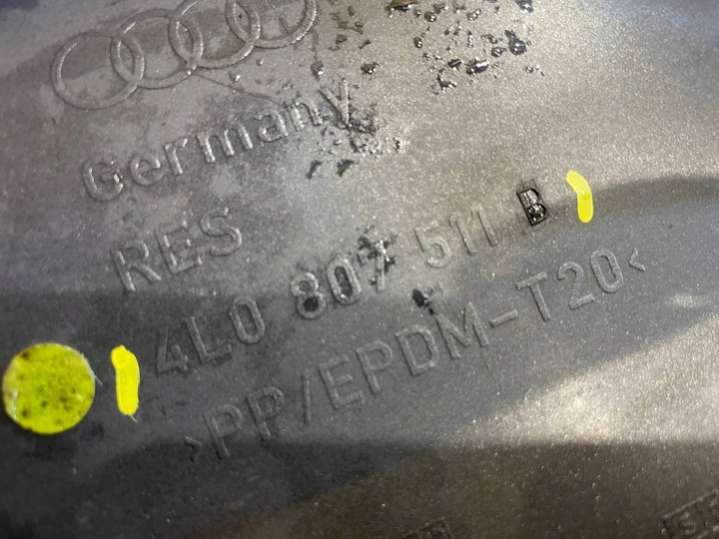 Germany
RES
4L0 807 511 B
>PP/EPDM-T20<